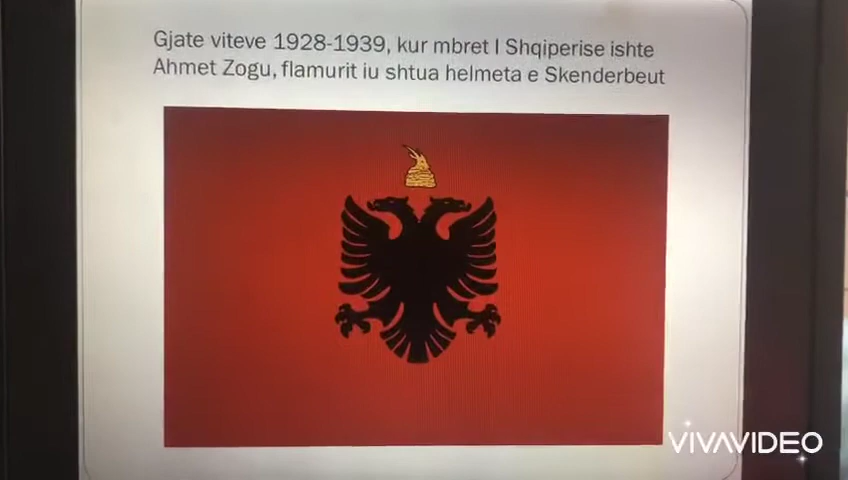 Gjate viteve 1928-1939, kur mbret I Shqiperise ishte
Ahmet Zogu, flamurit iu shtua helmeta e Skenderbeut
VIVAVIDEO